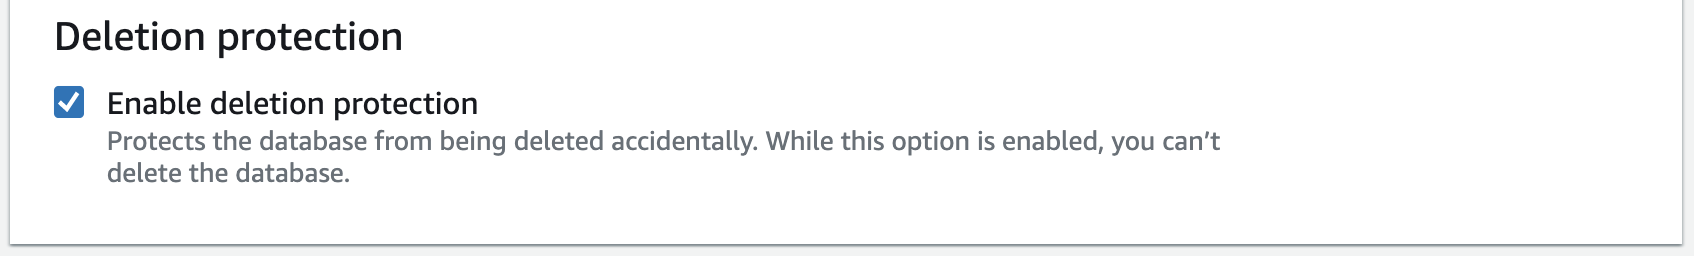 Deletion protection
Enable deletion protection
Protects the database from being deleted accidentally. While this option is enabled, you can’t
delete the database.